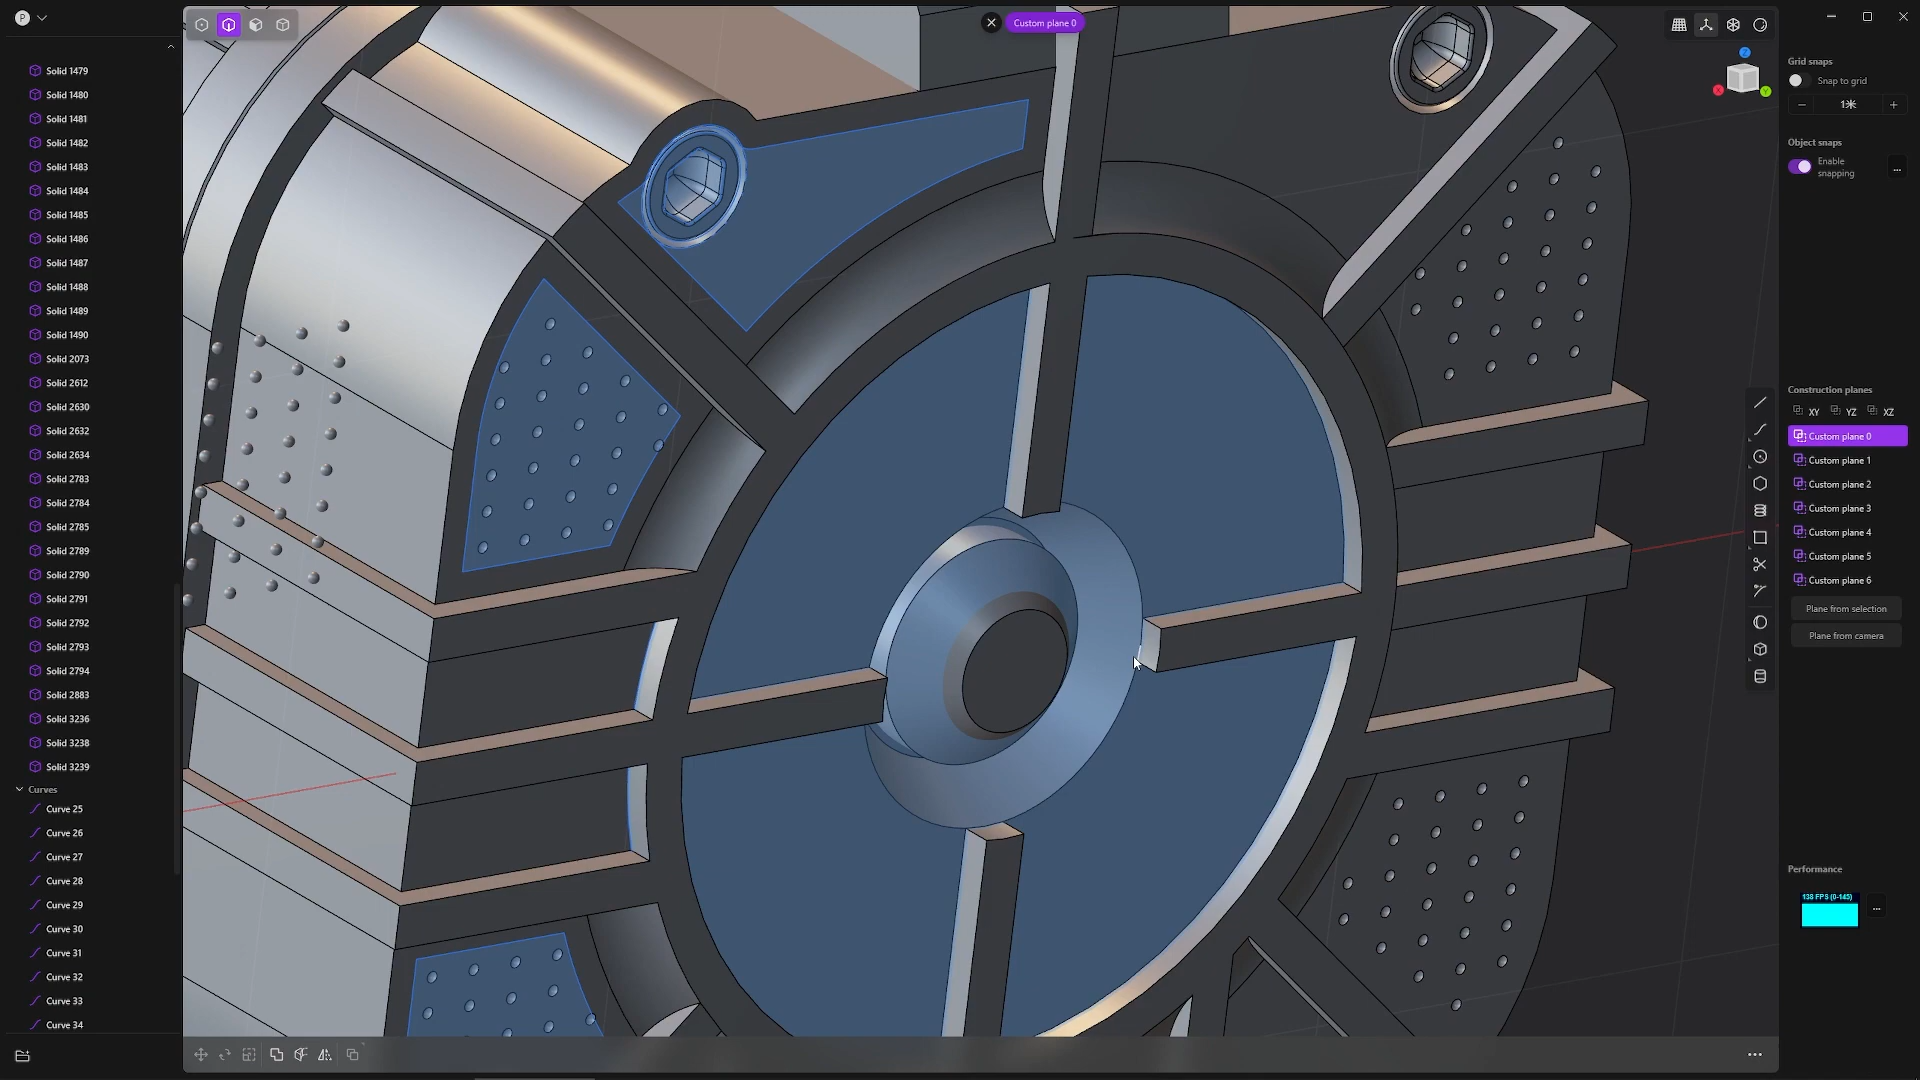 P
Custom plane 0
Solid 1479
Solid 1480
Solid 1481
Solid 1482
Solid 1483
Solid 1484
Solid 1485
Solid 1486
Solid 1487
Solid 1488
Solid 1489
Solid 1490
Solid 2073
Solid 2612
Solid 2630
Solid 2632
Solid 2634
Solid 2783
Solid 2784
Solid 2785
Solid 2789
Solid 2790
Solid 2791
Solid 2792
Solid 2793
Solid 2794
Solid 2883
Solid 3236
Solid 3238
Solid 3239
Curves
Curve 25
Curve 26
Curve 27
Curve 28
Curve 29
Curve 30
Curve 31
Curve 32
Curve 33
Curve 34
Z
X
Y
Grid snaps
Snap to grid
Object snaps
Enable
snapping
...
Construction planes
XY YZ XZ
Custom plane 0
Custom plane 1
Custom plane 2
Custom plane 3
Custom plane 4
Custom plane 5
Custom plane 6
Plane from selection
Plane from camera
Performance
138 FPS (0-145)
...